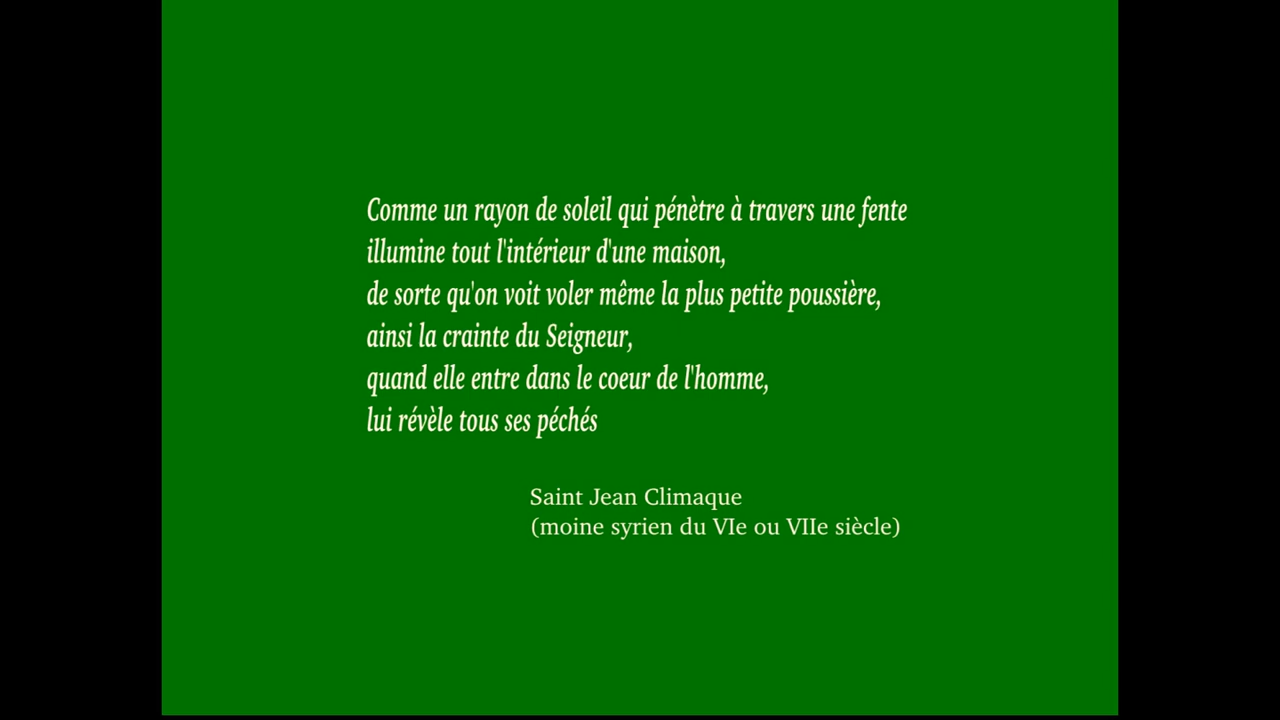 Comme un rayon de soleil qui pénètre à travers une fente
illumine tout l'intérieur d'une maison,
de sorte qu'on voit voler même la plus petite poussière,
ainsi la crainte du Seigneur,
quand elle entre dans le coeur de l'homme,
lui révèle tous ses péchés
Saint Jean Climaque
(moine syrien du VIe ou VIIe siècle)